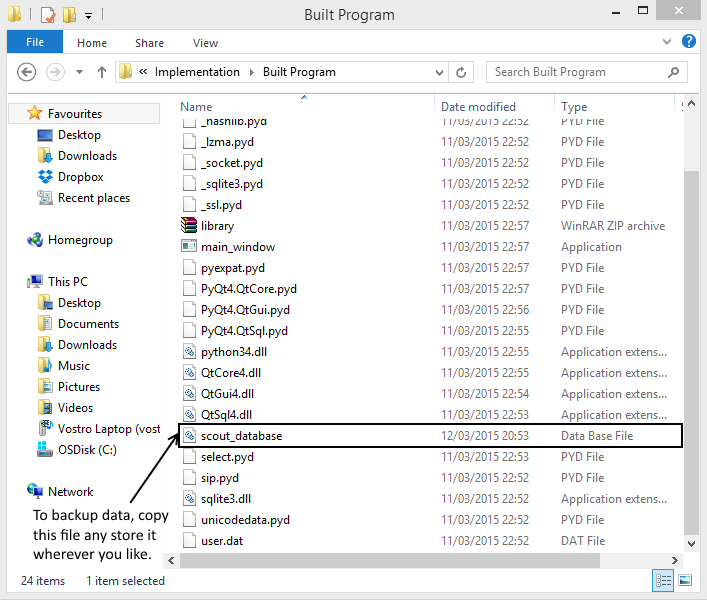 Built Program
File Home Share View
« Implementation Built Program Search Built Program
Favourites
Desktop
Downloads
Dropbox
Recent places
Homegroup
This PC
Desktop
Documents
Downloads
Music
Pictures
Videos
Vostro Laptop (vost
OSDisk (C:)
Network
Name Date modified Type S
_hashlib.pyd 11/03/2015 22:52 PYD File
_lzma.pyd 11/03/2015 22:52 PYD File
_socket.pyd 11/03/2015 22:52 PYD File
_sqlite3.pyd 11/03/2015 22:52 PYD File
_ssl.pyd 11/03/2015 22:52 PYD File
library 11/03/2015 22:57 WinRAR ZIP archive
main_window 11/03/2015 22:57 Application
pyexpat.pyd 11/03/2015 22:57 PYD File
PyQt4.QtCore.pyd 11/03/2015 22:57 PYD File
PyQt4.QtGui.pyd 11/03/2015 22:56 PYD File
PyQt4.QtSql.pyd 11/03/2015 22:57 PYD File
python34.dll 11/03/2015 22:55 Application extens...
QtCore4.dll 11/03/2015 22:55 Application extens...
QtGui4.dll 11/03/2015 22:54 Application extens...
QtSql4.dll 11/03/2015 22:53 Application extens...
scout_database 12/03/2015 20:53 Data Base File
select.pyd 11/03/2015 22:53 PYD File
sip.pyd 11/03/2015 22:52 PYD File
sqlite3.dll 11/03/2015 22:52 Application extens...
unicodedata.pyd 11/03/2015 22:52 PYD File
user.dat 11/03/2015 22:52 DAT File
To backup data, copy
this file any store it
wherever you like.
24 items 1 item selected